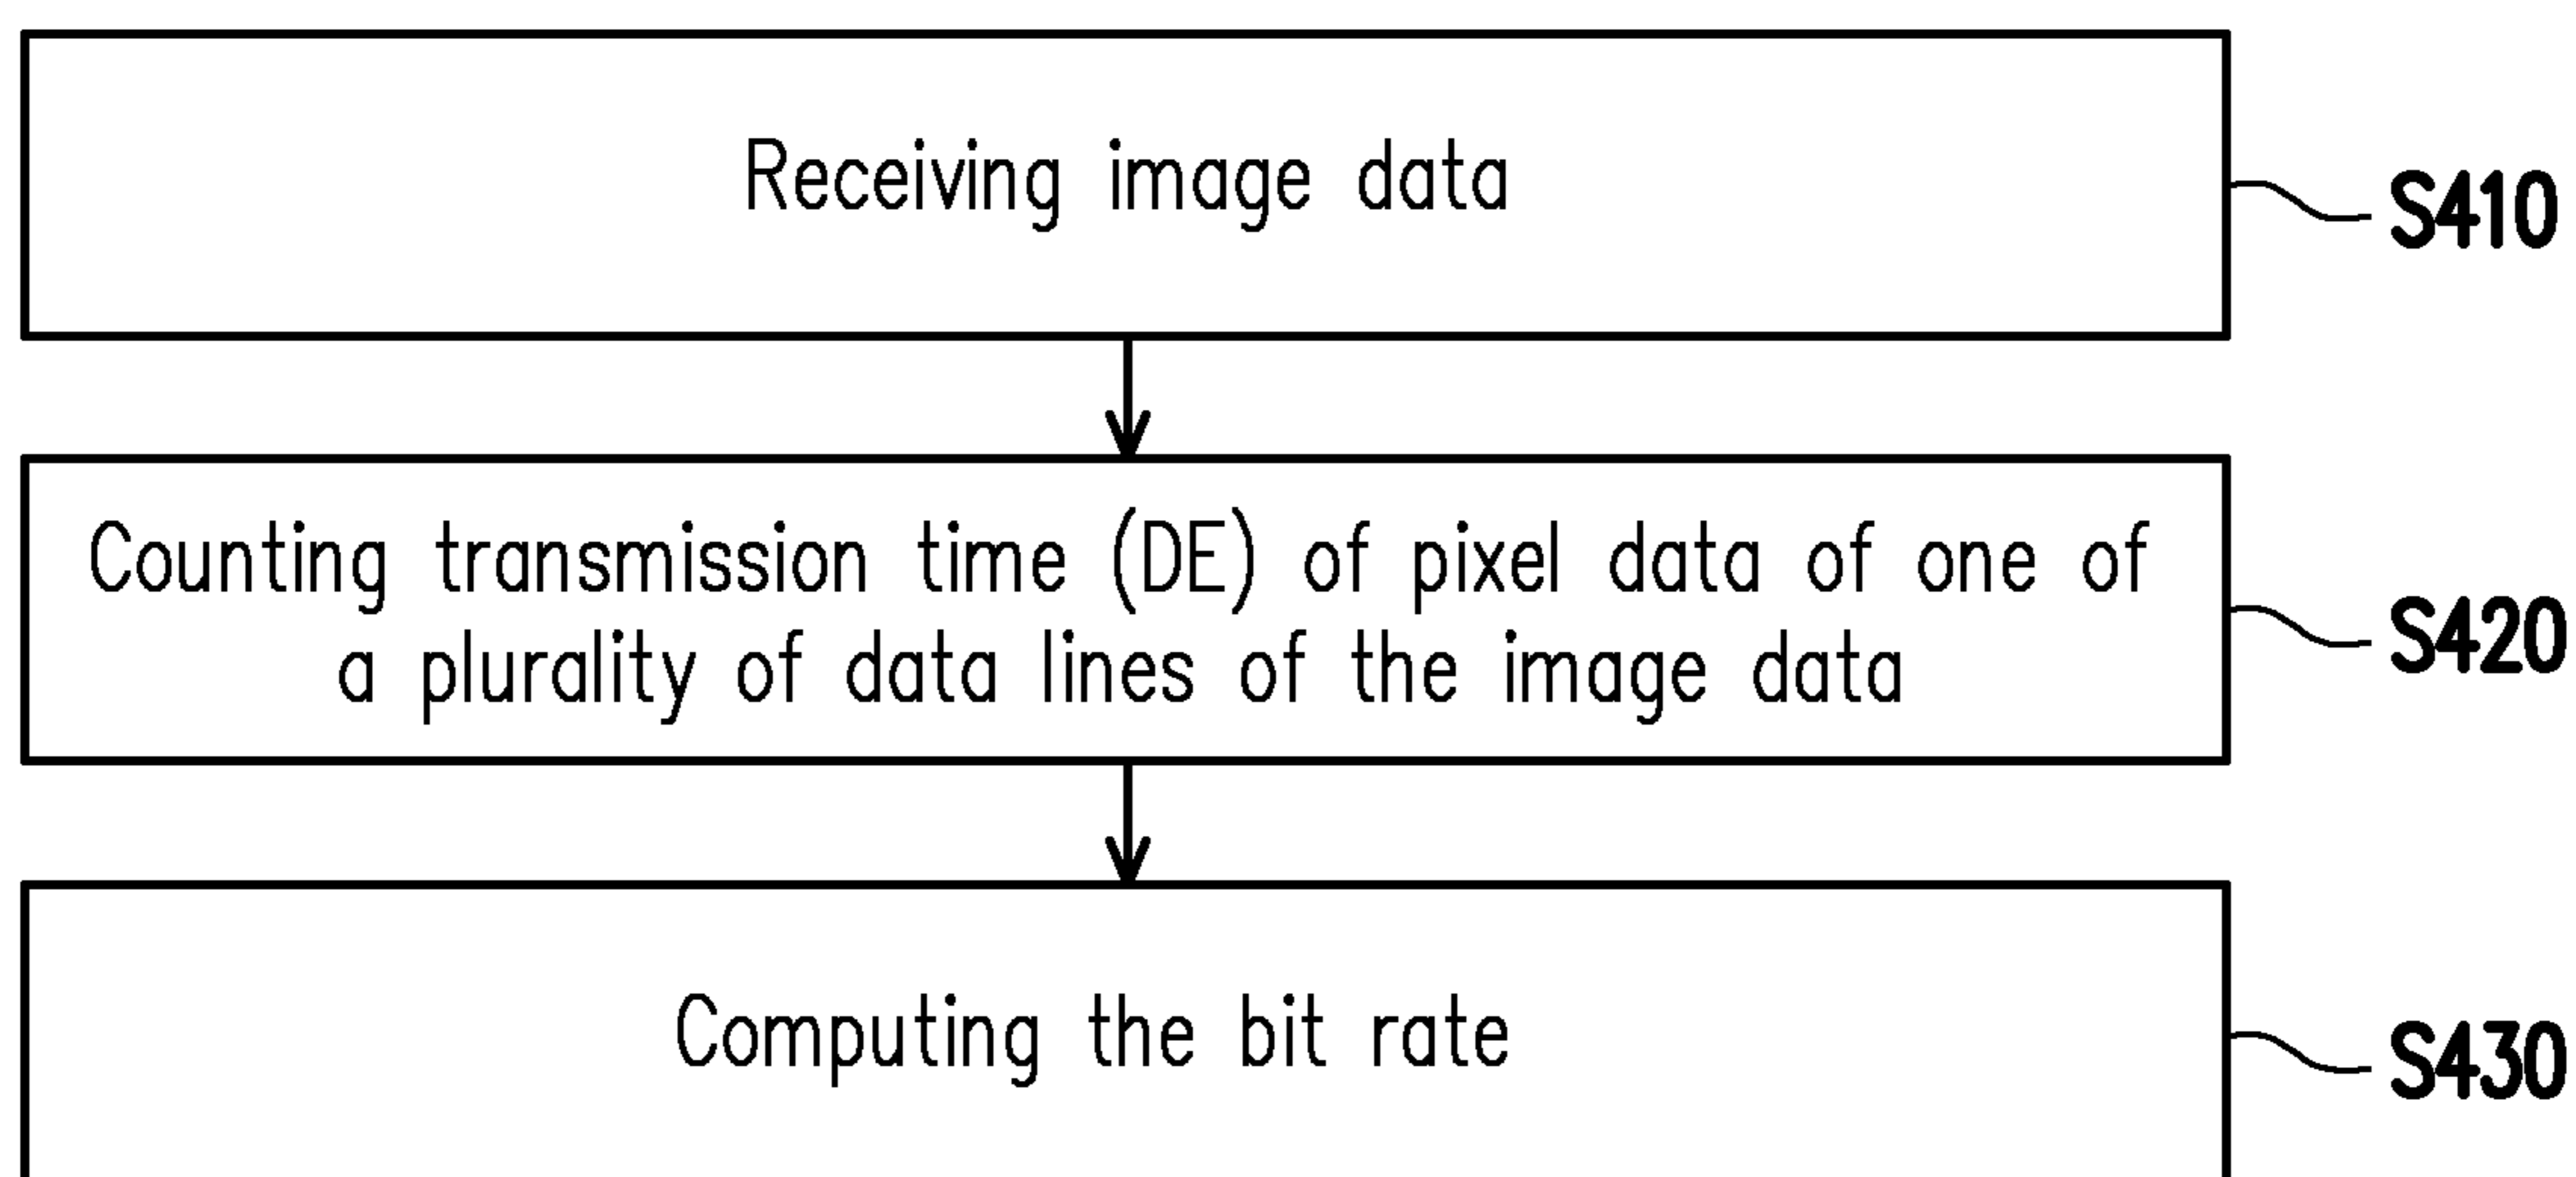 Receiving image data
S410
Counting transmission time (DE) of pixel data of one of
a plurality of data lines of the image data
S420
Computing the bit rate
S430